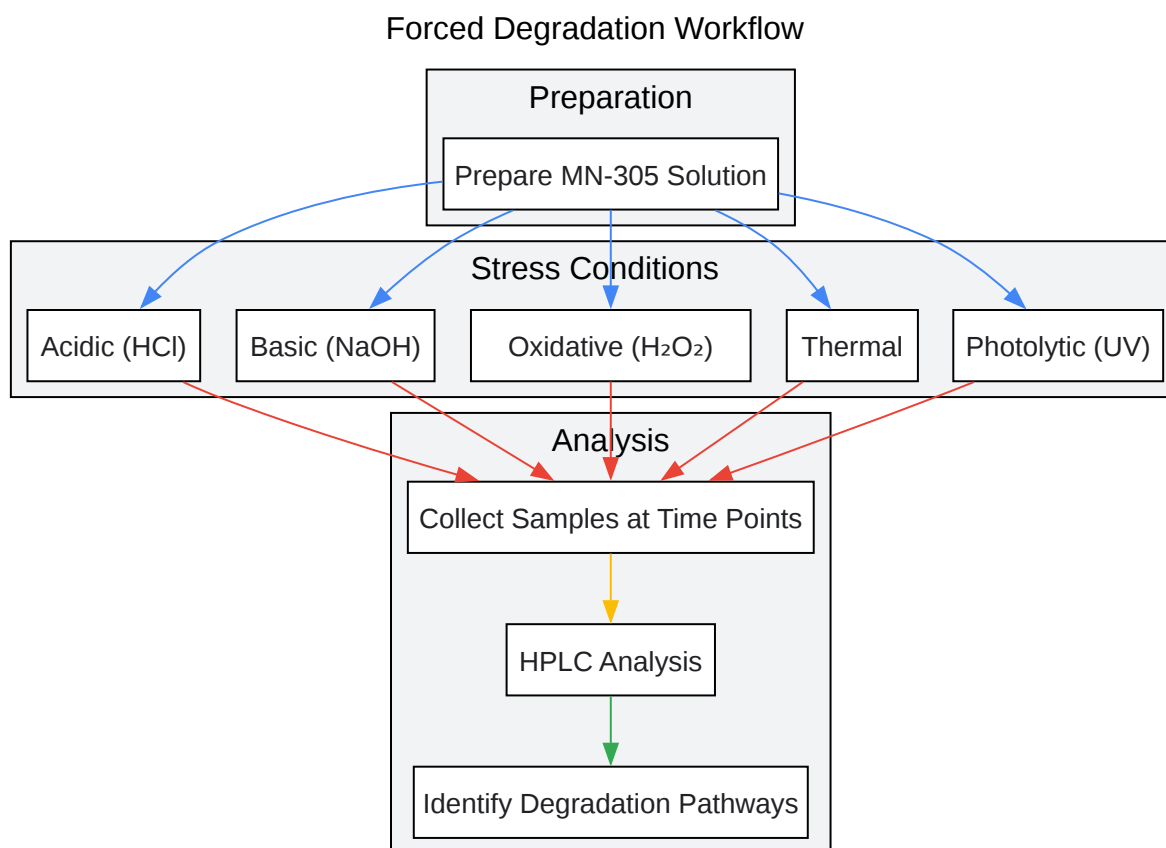 Forced Degradation Workflow
Preparation
Prepare MN-305 Solution
Stress Conditions
Acidic (HCl)
Basic (NaOH)
Oxidative (H₂O₂)
Thermal
Photolytic (UV)
Analysis
Collect Samples at Time Points
HPLC Analysis
Identify Degradation Pathways